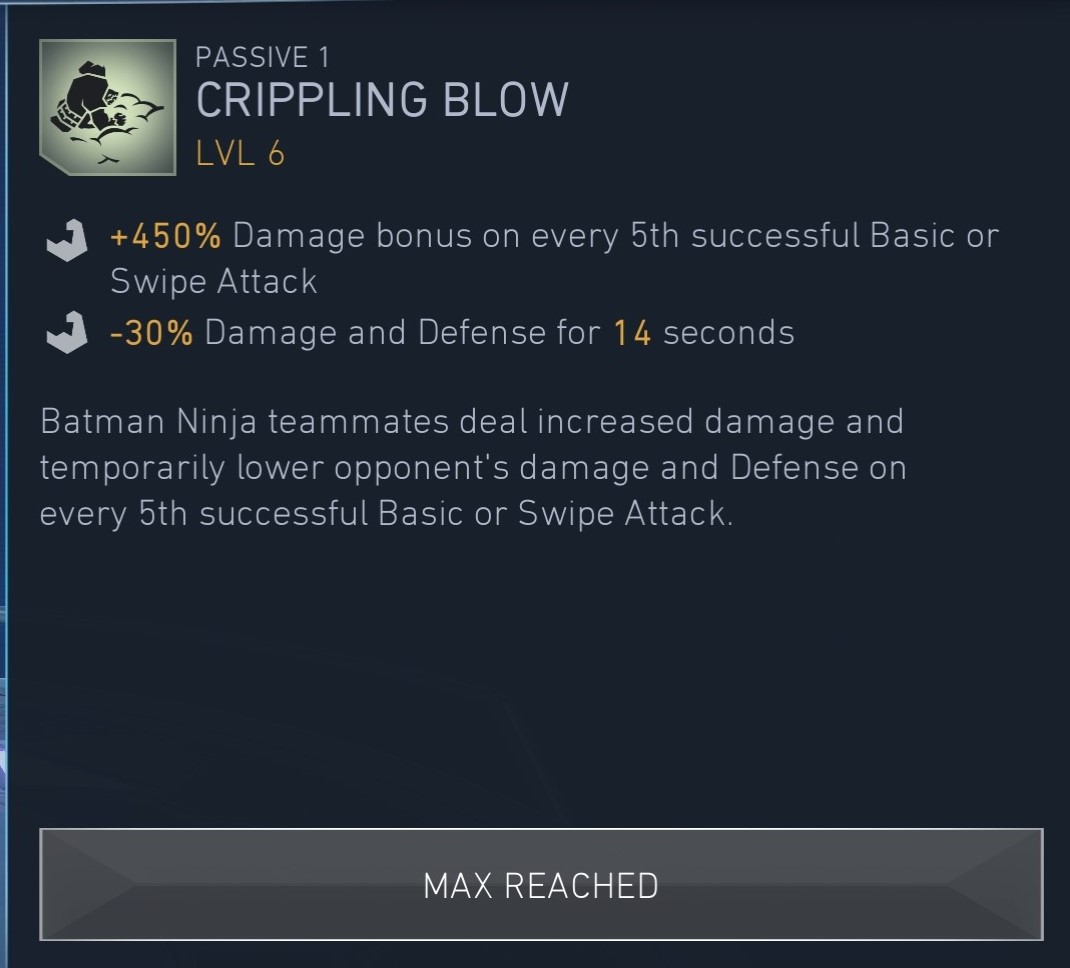 PASSIVE 1
CRIPPLING BLOW
LVL 6
+450% Damage bonus on every 5th successful Basic or
Swipe Attack
-30% Damage and Defense for 14 seconds
Batman Ninja teammates deal increased damage and
temporarily lower opponent's damage and Defense on
every 5th successful Basic or Swipe Attack.
MAX REACHED